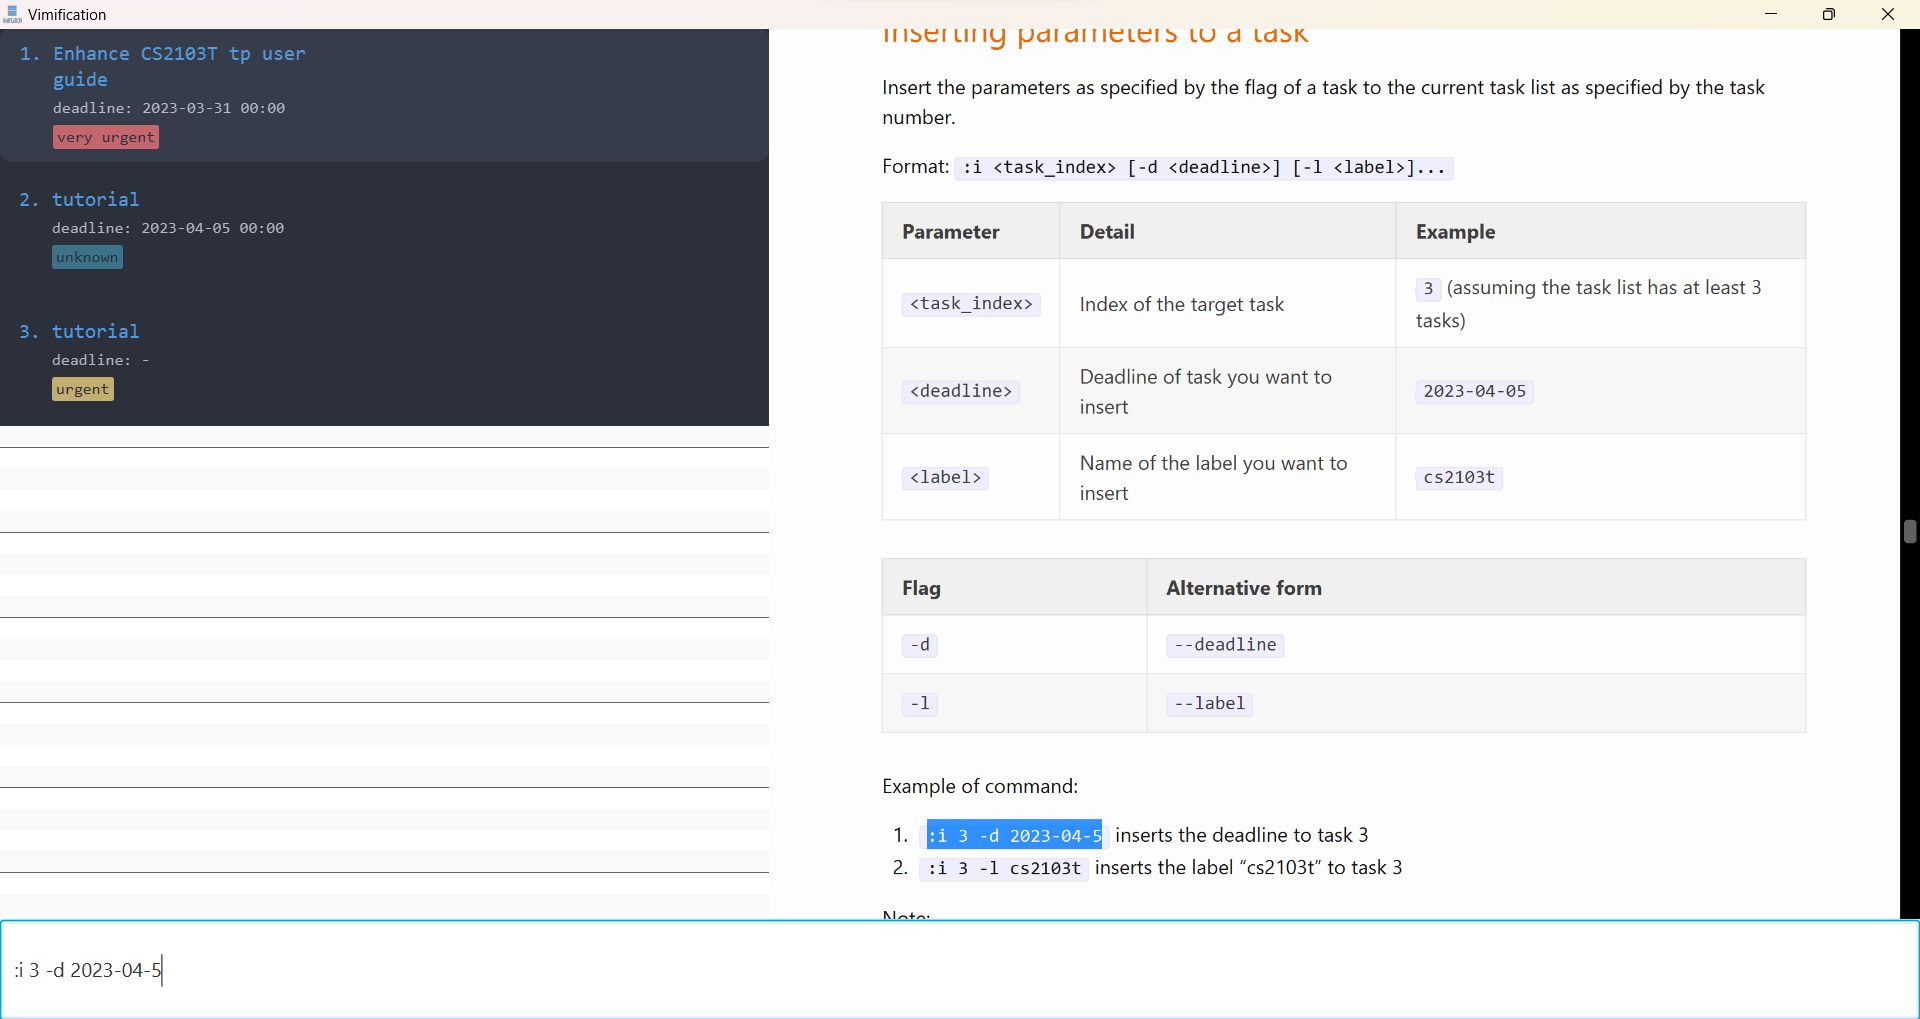 Vimification
1. Enhance CS2103T tp user
guide
deadline: 2023-03-31 00:00
very urgent
2. tutorial
deadline: 2023-04-05 00:00
unknown
3. tutorial
deadline: -
urgent
Inserting parameters to a task
Insert the parameters as specified by the flag of a task to the current task list as specified by the task
number.
Format: :i <task_index> [-d <deadline>] [-l <label>]...
Parameter Detail Example
<task_index> Index of the target task 3 (assuming the task list has at least 3
tasks)
<deadline> Deadline of task you want to
insert 2023-04-05
<label> Name of the label you want to
insert cs2103t
Flag Alternative form
-d --deadline
-l --label
Example of command:
1. :i 3 -d 2023-04-5 inserts the deadline to task 3
2. :i 3 -l cs2103t inserts the label “cs2103t” to task 3
Note:
:i 3 -d 2023-04-5